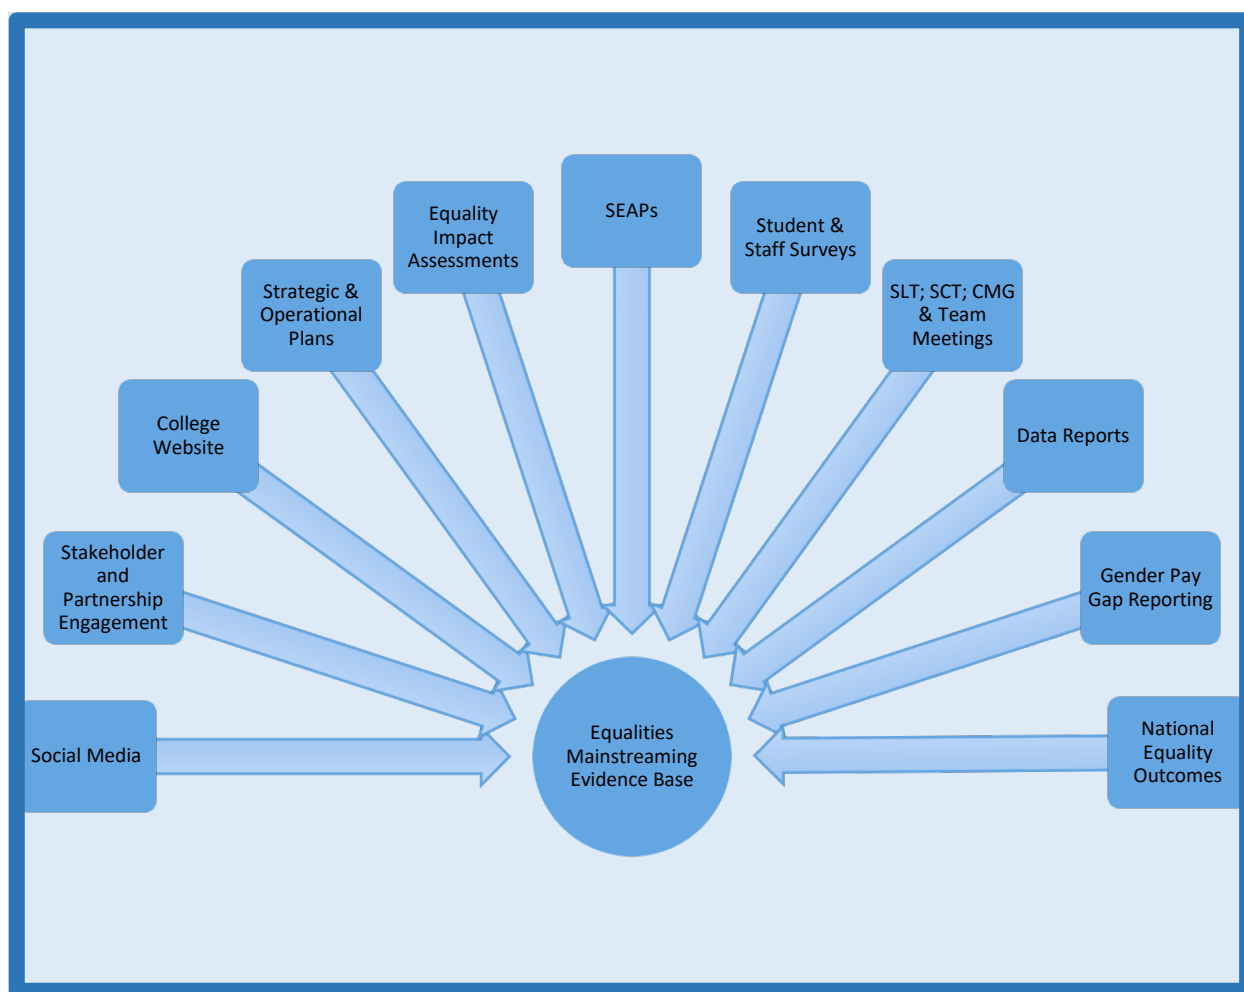 SEAPs
Equality
Impact
Assessments
Student &
Staff Surveys
Strategic &
Operational
Plans
SLT; SCT; CMG
& Team
Meetings
College
Website
Data Reports
Stakeholder
and
Partnership
Engagement
Gender Pay
Gap Reporting
Social Media
Equalities
Mainstreaming
Evidence Base
National
Equality
Outcomes